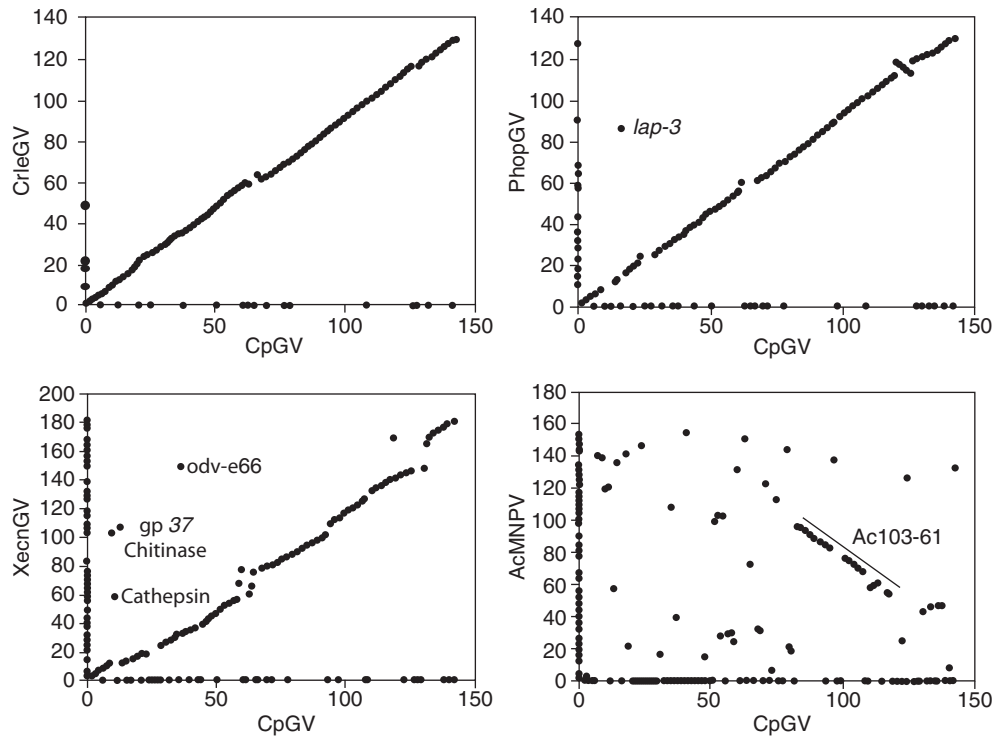 140
120
100
80
60
40
20
0
CrleGV
0 50 100 150
CpGV
140
120
100
80
60
40
20
0
PhopGV
lap-3
0 50 100 150
CpGV
200
180
160
140
120
100
80
60
40
20
0
XecnGV
odv-e66
gp 37
Chitinase
Cathepsin
0 50 100 150
CpGV
180
160
140
120
100
80
60
40
20
0
AcMNPV
Ac103-61
0 50 100 150
CpGV